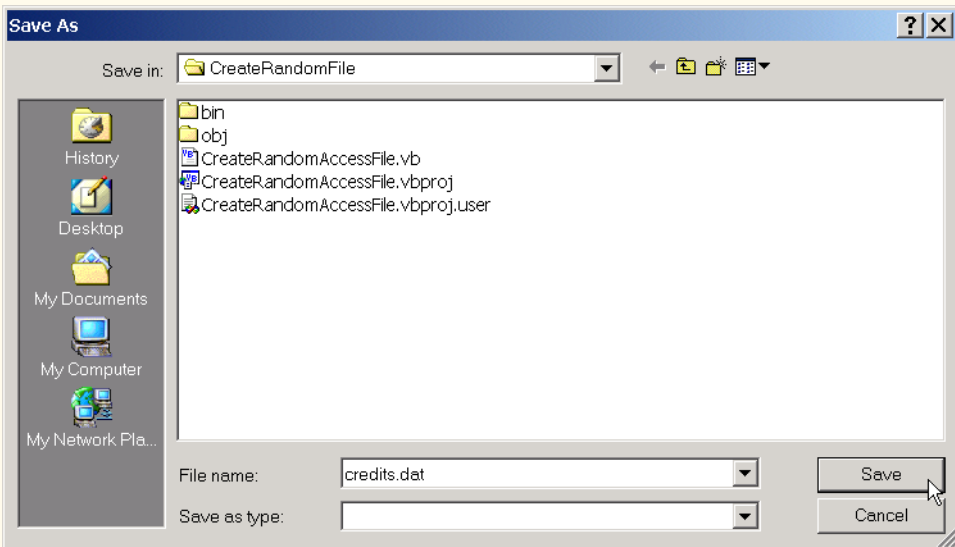 Save As
Save in: CreateRandomFile
History
Desktop
My Documents
My Computer
My Network Pla...
bin
obj
CreateRandomAccessFile.vb
CreateRandomAccessFile.vbproj
CreateRandomAccessFile.vbproj.user
File name: credits.dat Save
Save as type: Cancel